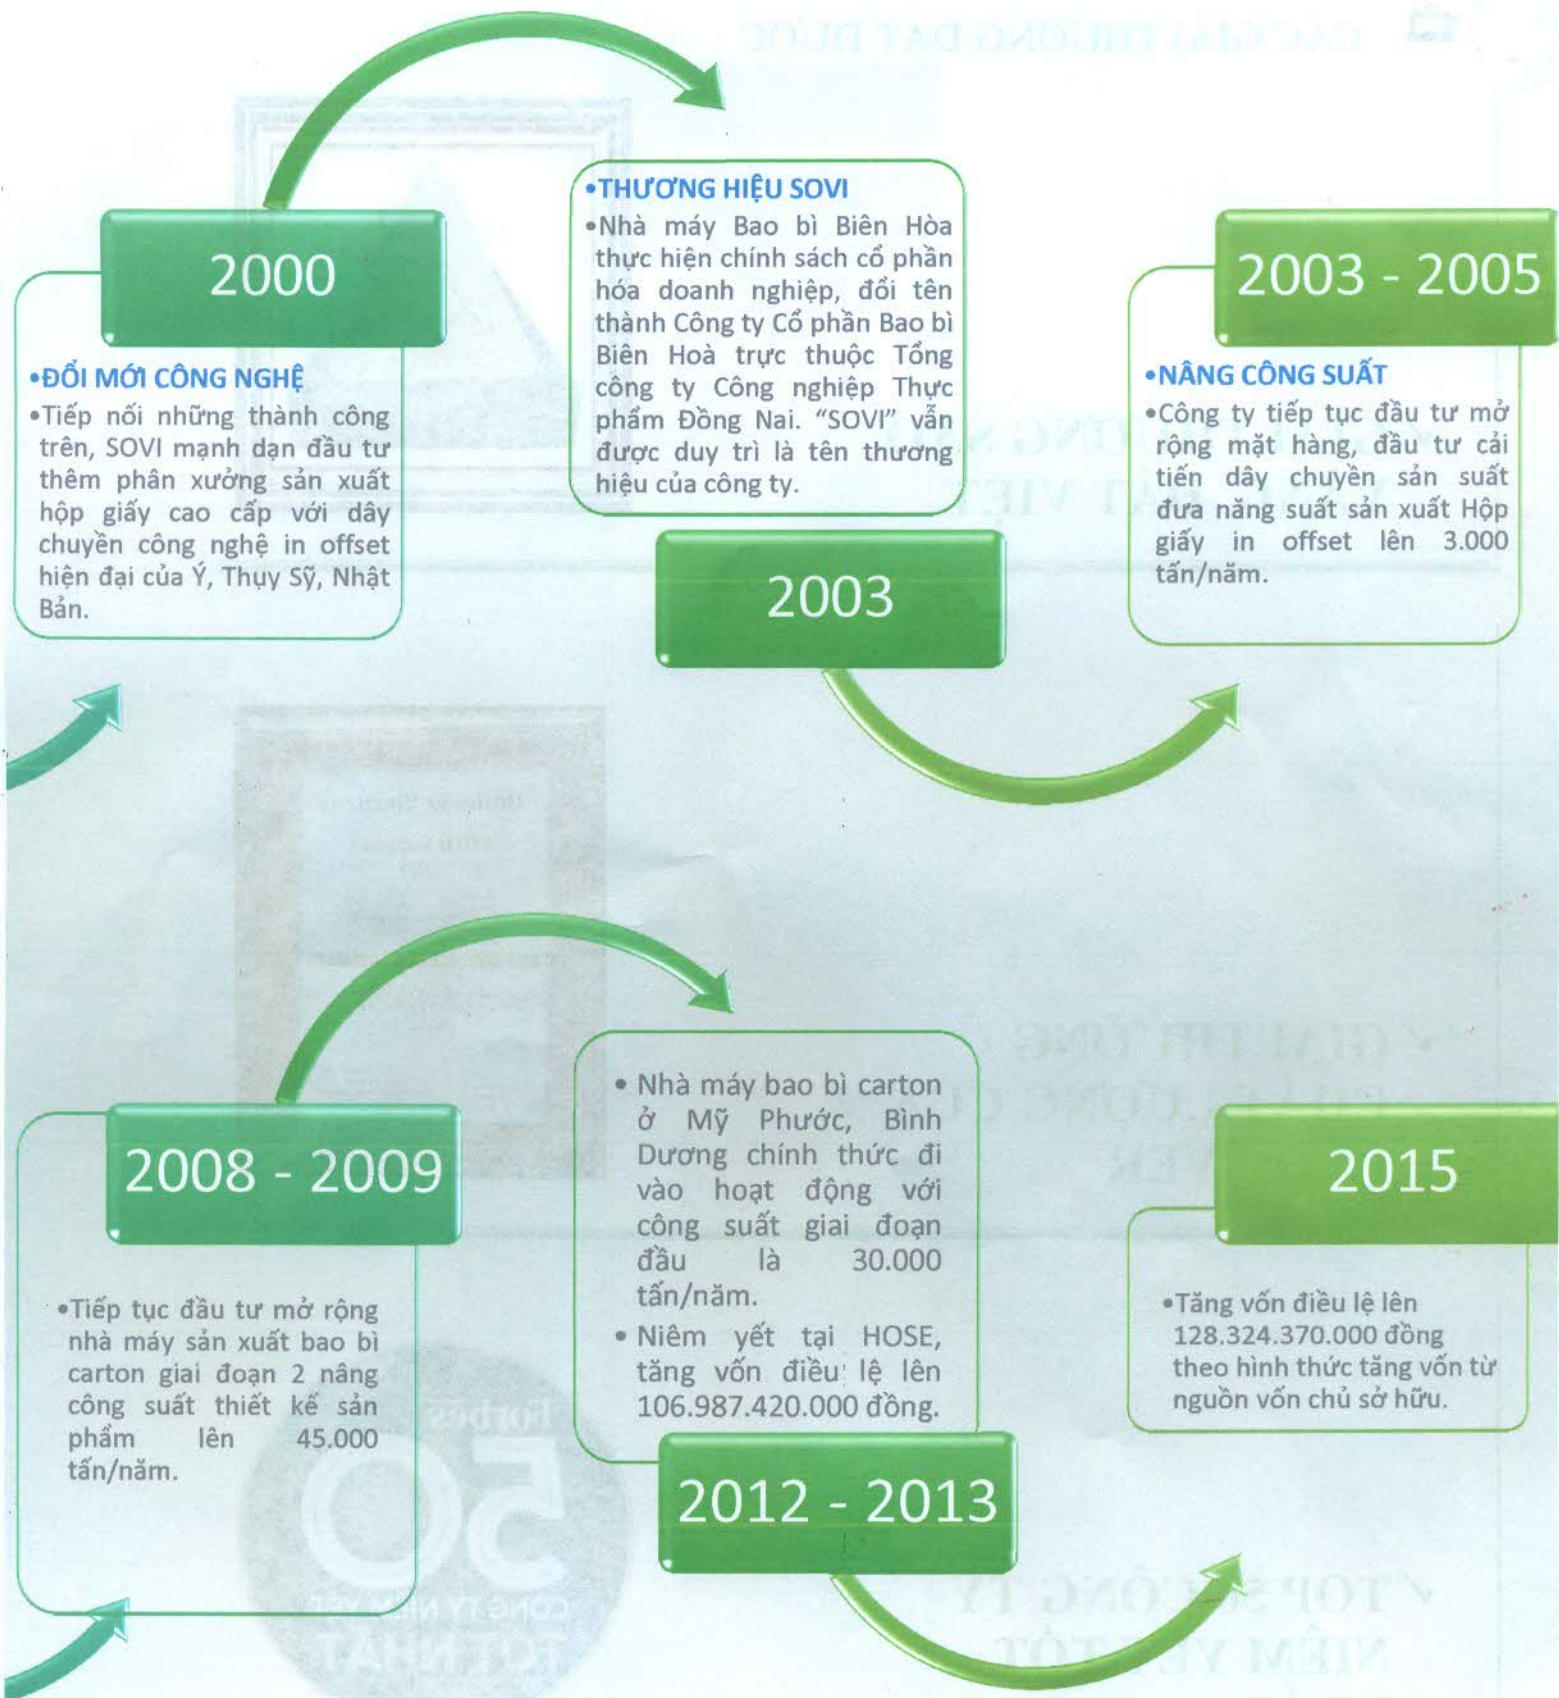 2000
•ĐỔI MỚI CÔNG NGHỆ
•Tiếp nối những thành công
trên, SOVI mạnh dạn đầu tư
thêm phân xưởng sản xuất
hộp giấy cao cấp với dây
chuyền công nghệ in offset
hiện đại của Ý, Thụy Sỹ, Nhật
Bản.
•THƯƠNG HIỆU SOVI
•Nhà máy Bao bì Biên Hòa
thực hiện chính sách cổ phần
hóa doanh nghiệp, đổi tên
thành Công ty Cổ phần Bao bì
Biên Hoà trực thuộc Tổng
công ty Công nghiệp Thực
phẩm Đồng Nai. “SOVI” vẫn
được duy trì là tên thương
hiệu của công ty.
2003
2003 - 2005
•NÂNG CÔNG SUẤT
•Công ty tiếp tục đầu tư mở
rộng mặt hàng, đầu tư cải
tiến dây chuyền sản suất
đưa năng suất sản xuất Hộp
giấy in offset lên 3.000
tấn/năm.
2008 - 2009
•Tiếp tục đầu tư mở rộng
nhà máy sản xuất bao bì
carton giai đoạn 2 nâng
công suất thiết kế sản
phẩm lên 45.000
tấn/năm.
• Nhà máy bao bì carton
ở Mỹ Phước, Bình
Dương chính thức đi
vào hoạt động với
công suất giai đoạn
đầu là 30.000
tấn/năm.
• Niêm yết tại HOSE,
tăng vốn điều lệ lên
106.987.420.000 đồng.
2012 - 2013
2015
•Tăng vốn điều lệ lên
128.324.370.000 đồng
theo hình thức tăng vốn từ
nguồn vốn chủ sở hữu.